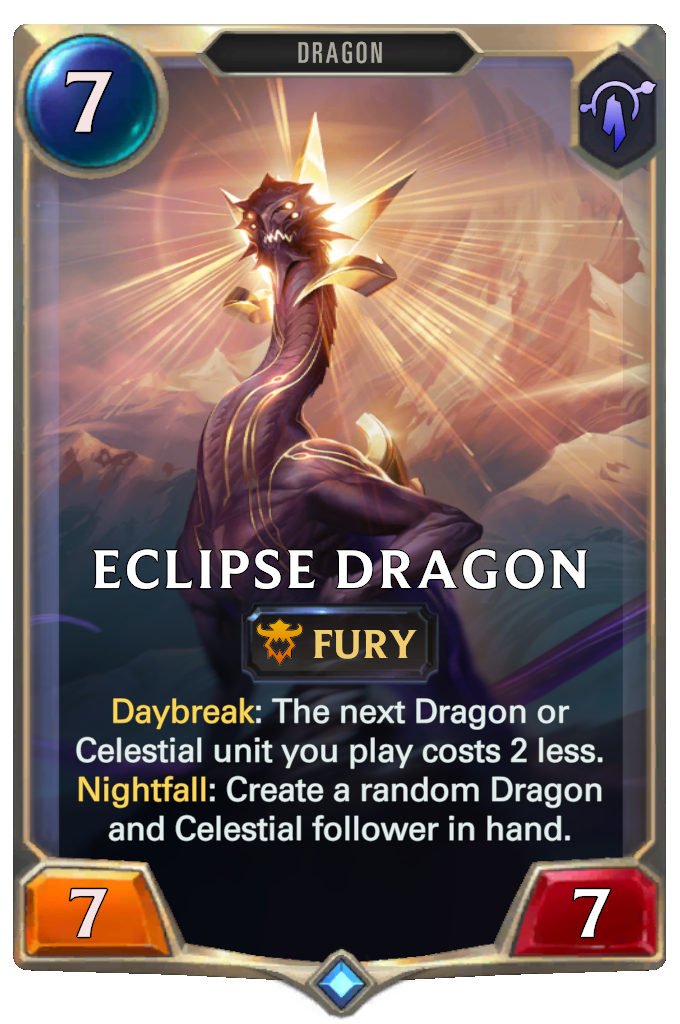 7
DRAGON
ECLIPSE DRAGON
FURY
Daybreak: The next Dragon or
Celestial unit you play costs 2 less.
Nightfall: Create a random Dragon
and Celestial follower in hand.
7
7